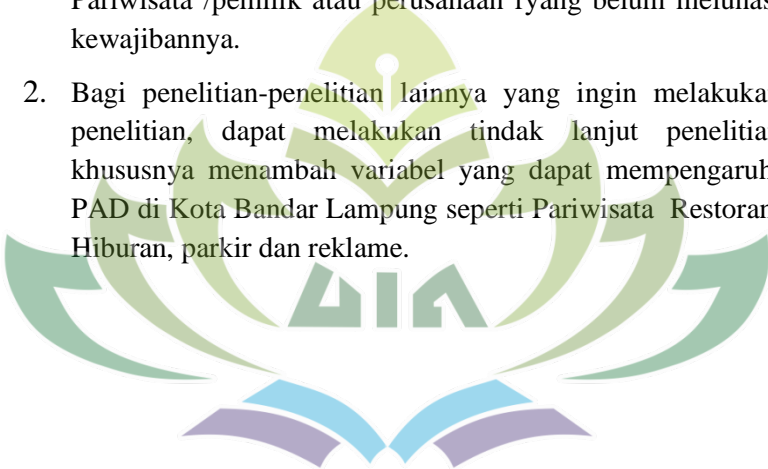 Pariwisata /pemilik atau perusahaan ryang belum melunas
kewajibannya.
2. Bagi penelitian-penelitian lainnya yang ingin melakuka
penelitian, dapat melakukan tindak lanjut penelitia
khususnya menambah variabel yang dapat mempengaruh
PAD di Kota Bandar Lampung seperti Pariwisata Restoran
Hiburan, parkir dan reklame.
UIN